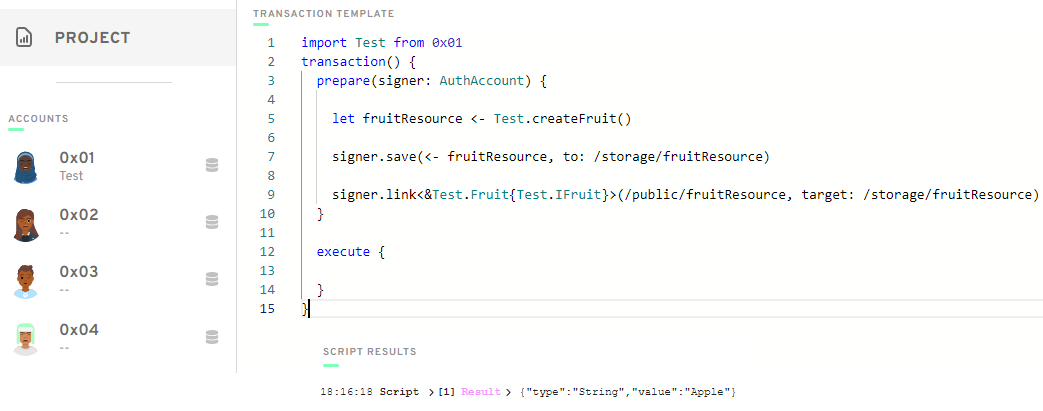 PROJECT
ACCOUNTS
0x01
Test
0x02
--
0x03
--
0x04
--
TRANSACTION TEMPLATE
1 import Test from 0x01
2 transaction() {
3 prepare(signer: AuthAccount) {
4
5 let fruitResource <- Test.createFruit()
6
7 signer.save(<- fruitResource, to: /storage/fruitResource)
8
9 signer.link<&Test.Fruit{Test.IFruit}>(/public/fruitResource, target: /storage/fruitResource)
10 }
11
12 execute {
13
14 }
15 }
SCRIPT RESULTS
18:16:18 Script >[1] Result > {"type":"String","value":"Apple"}